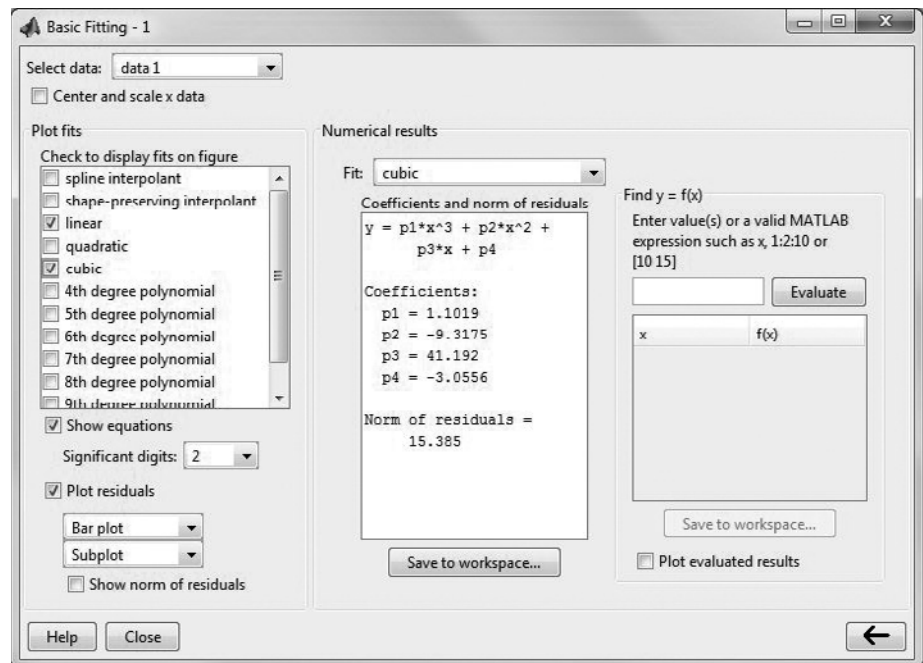 Basic Fitting - 1
Select data: data 1
Center and scale x data
Plot fits
Check to display fits on figure
spline interpolant
shape-preserving interpolant
linear
quadratic
cubic
4th degree polynomial
5th degree polynomial
6th degree polynomial
7th degree polynomial
8th degree polynomial
9th degree polynomial
Show equations
Significant digits: 2
Plot residuals
Bar plot
Subplot
Show norm of residuals
Numerical results
Fit: cubic
Coefficients and norm of residuals
y = p1*x^3 + p2*x^2 +
p3*x + p4
Coefficients:
p1 = 1.1019
p2 = -9.3175
p3 = 41.192
p4 = -3.0556
Norm of residuals =
15.385
Save to workspace...
Find y = f(x)
Enter value(s) or a valid MATLAB
expression such as x, 1:2:10 or
[10 15]
Evaluate
x f(x)
Save to workspace...
Plot evaluated results
Help Close